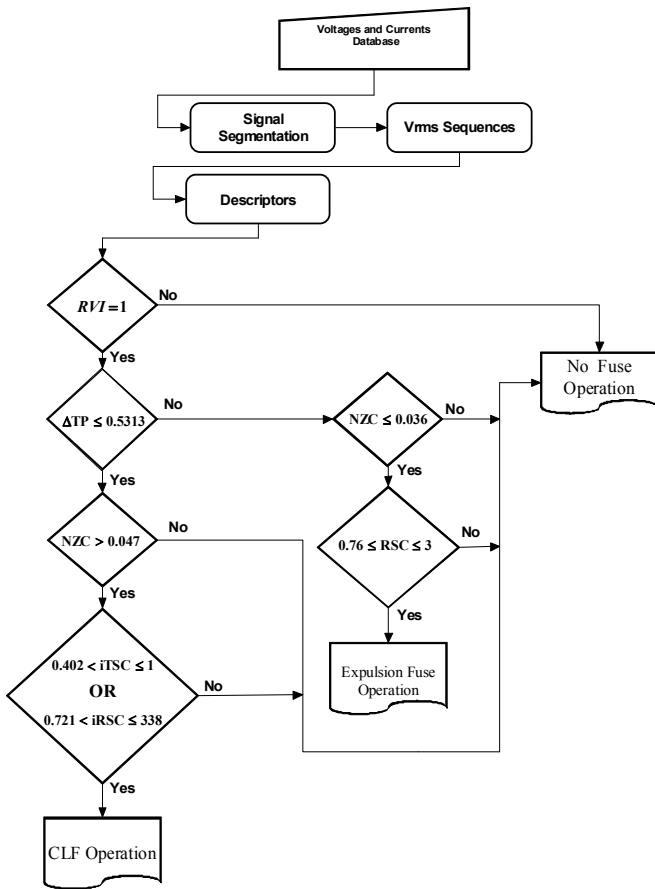 Voltages and Currents
Database
Signal
Segmentation
Vrms Sequences
Descriptors
RVI=1
No
Yes
No Fuse
Operation
ΔTP ≤ 0.5313
No
NZC ≤ 0.036
No
Yes
Yes
NZC > 0.047
No
0.76 ≤ RSC ≤ 3
No
Yes
Yes
0.402 < iTSC ≤ 1
OR
0.721 < iRSC ≤ 338
No
Expulsion Fuse
Operation
Yes
CLF Operation